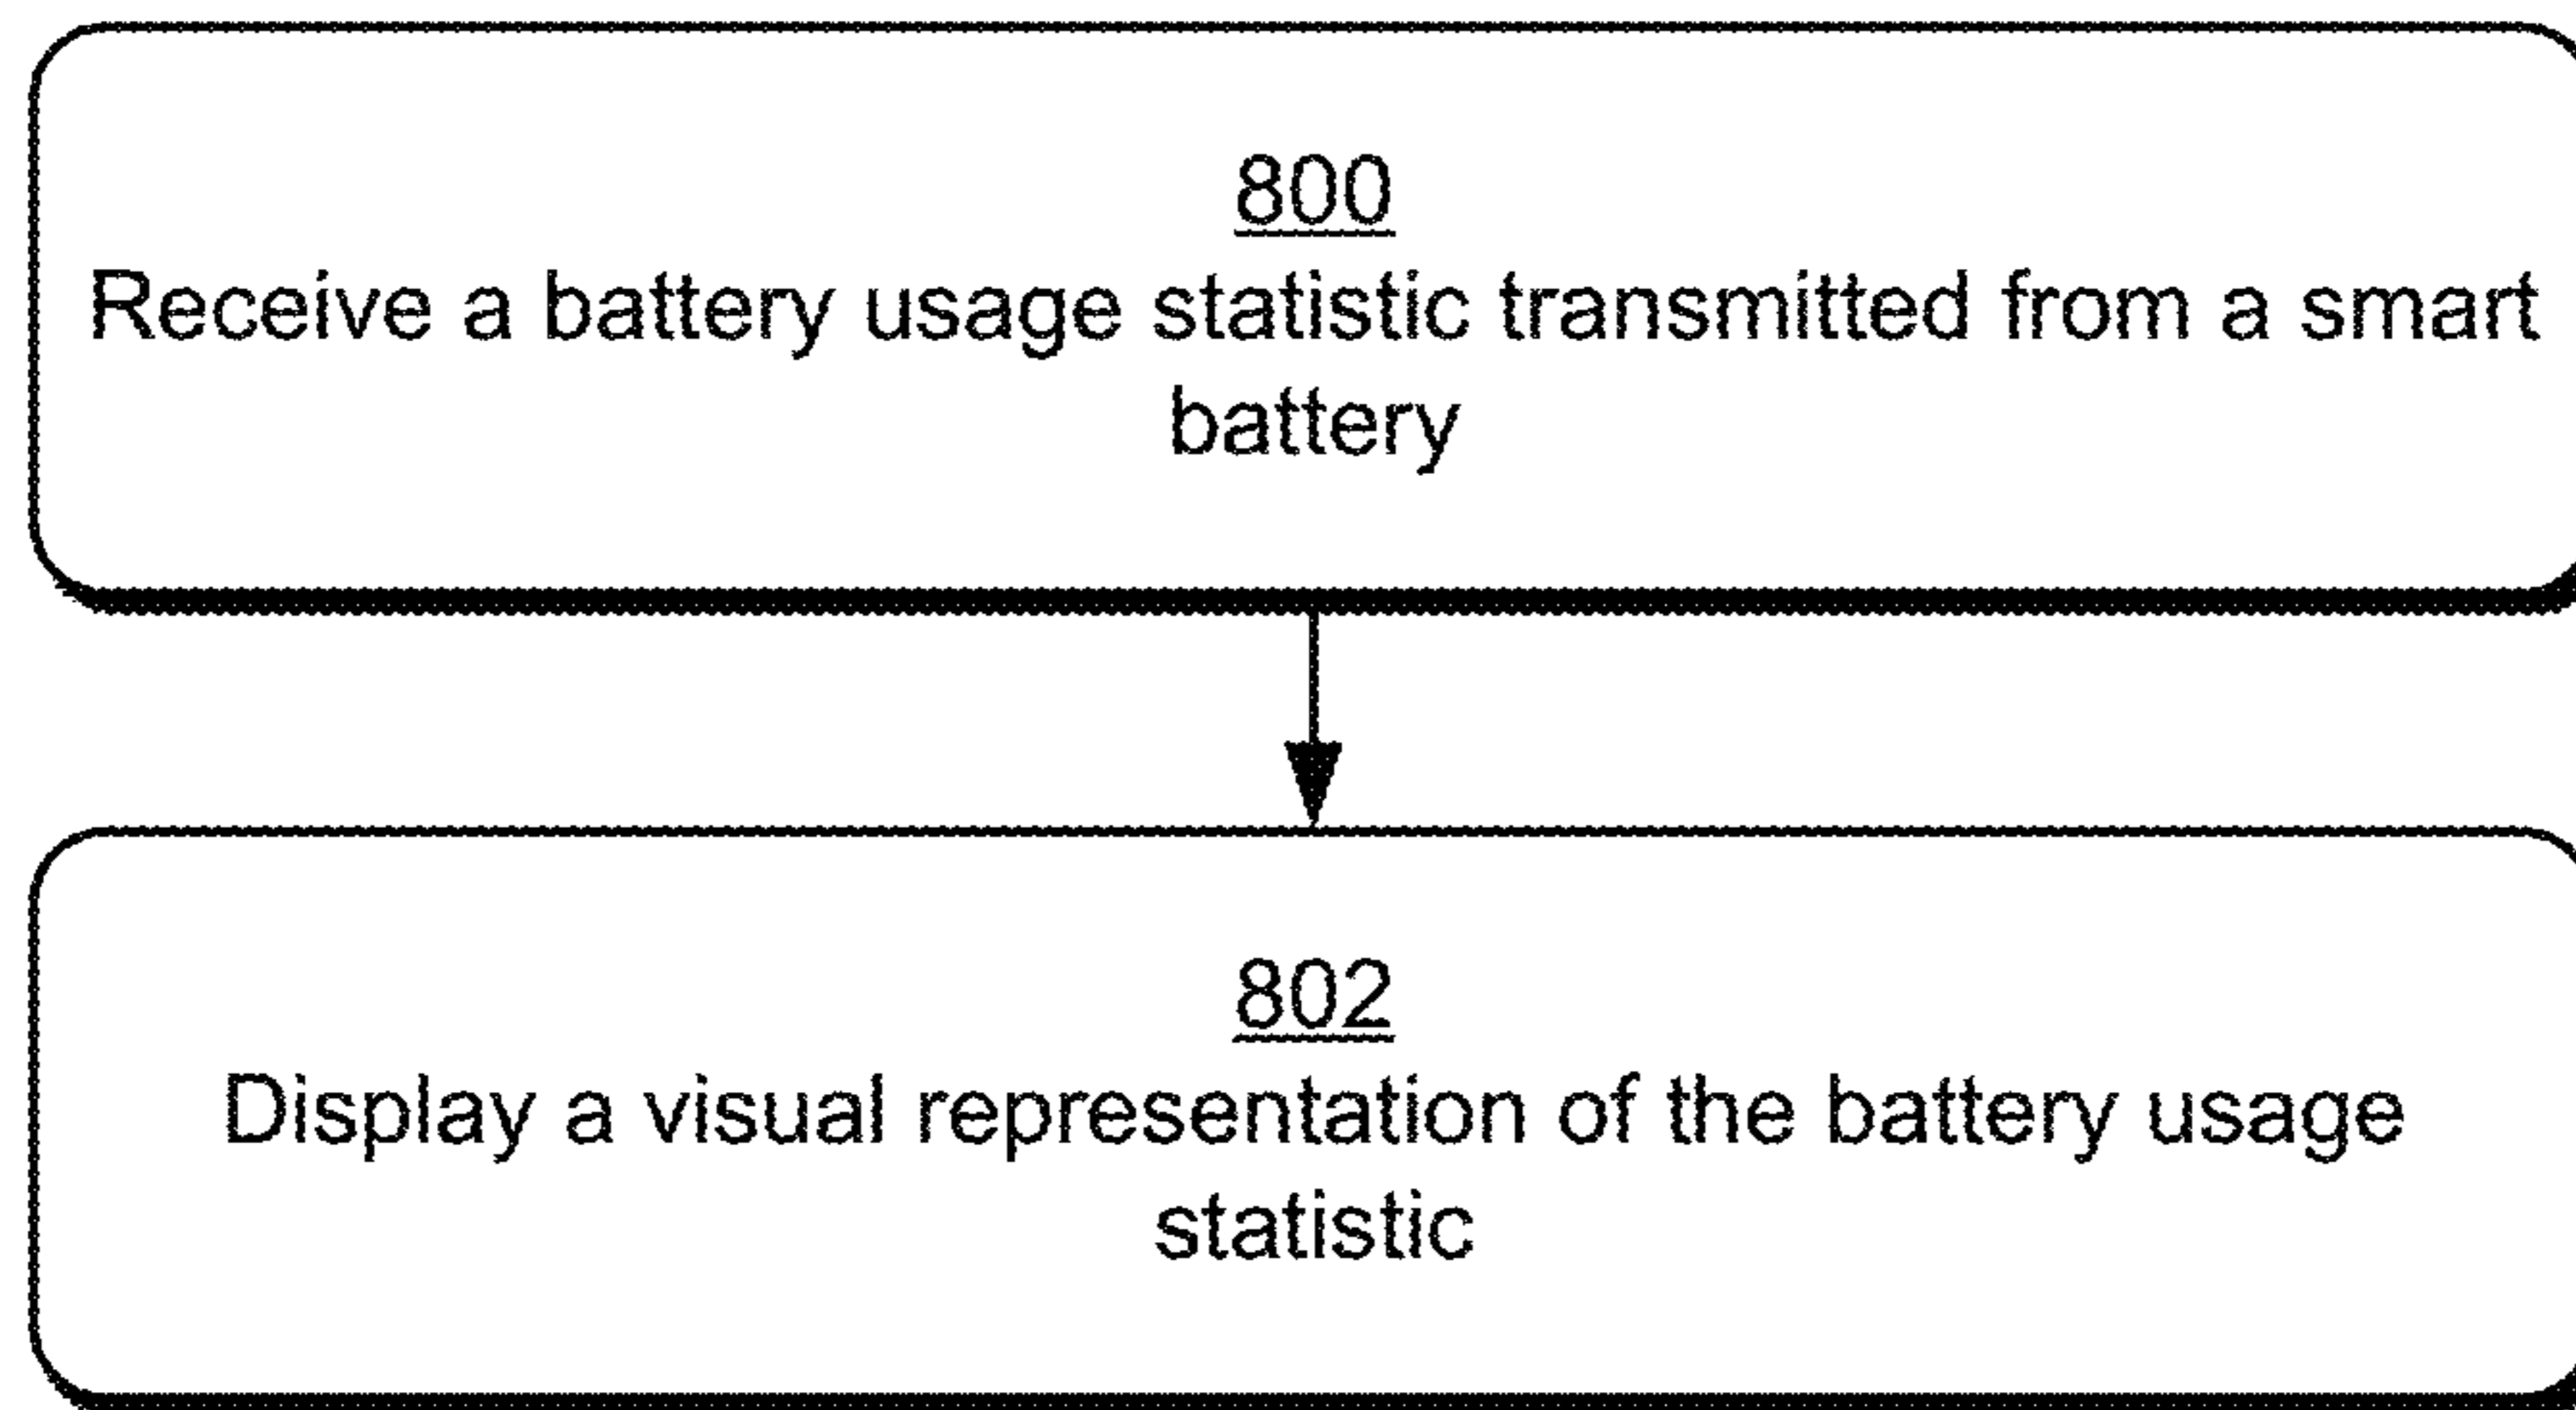 800
Receive a battery usage statistic transmitted from a smart
battery
802
Display a visual representation of the battery usage
statistic